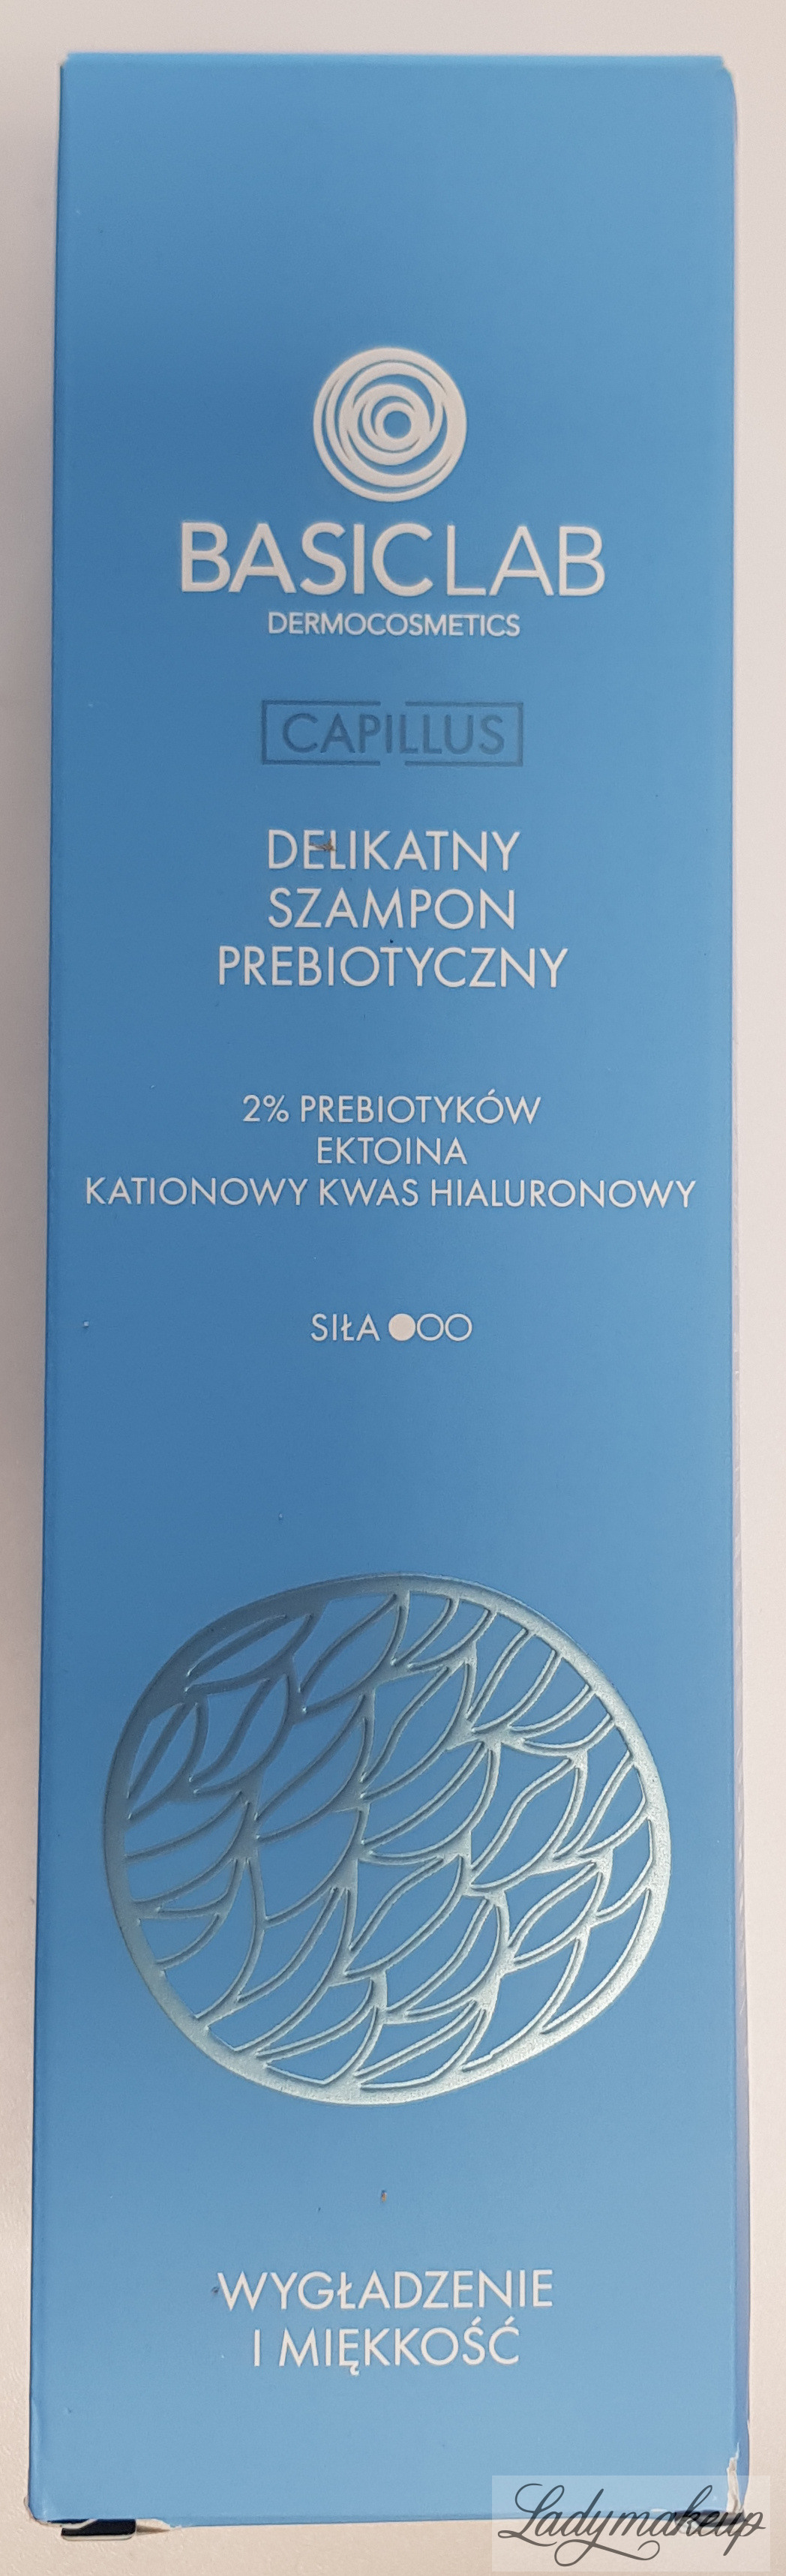 BASICLAB
DERMOCOSMETICS
CAPILLUS
DELIKATNY
SZAMPON
PREBIOTYCZNY
2% PREBIOTYKÓW
EKTOINA
KATIONOWY KWAS HIALURONOWY
SIŁA
WYGŁADZENIE
I MIĘKKOŚĆ
Ladymakeup